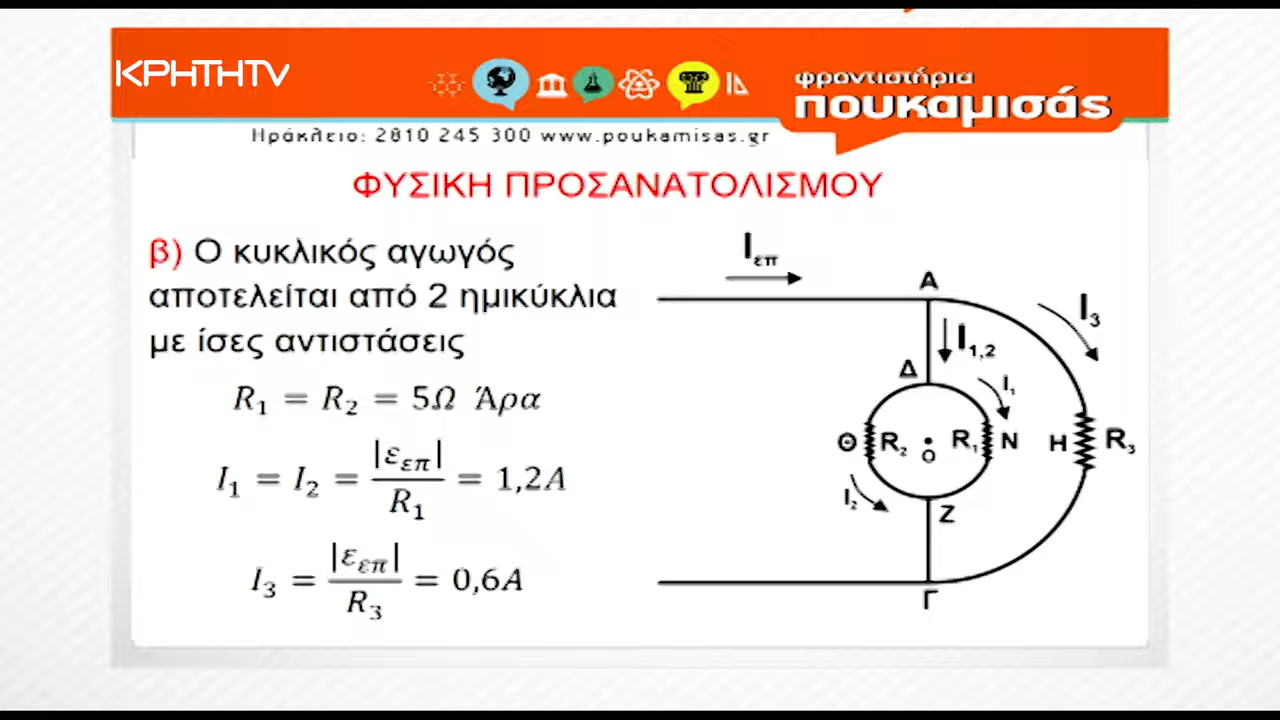 ΚΡΗΤΗTV
φροντιστήρια
πουκαμισάς
Ηράκλειο: 2810 245 300 www.poukamisas.gr
ΦΥΣΙΚΗ ΠΡΟΣΑΝΑΤΟΛΙΣΜΟΥ
β) Ο κυκλικός αγωγός
αποτελείται από 2 ημικύκλια
με ίσες αντιστάσεις
R₁ = R₂ = 5Ω Άρα
I₁ = I₂ = |ε_επ| / R₁ = 1,2A
I₃ = |ε_επ| / R₃ = 0,6A
I_επ
A
I₃
I₁,₂
Δ
I₁
Θ R₂ O R₁ N H R₃
I₂
Z
Γ